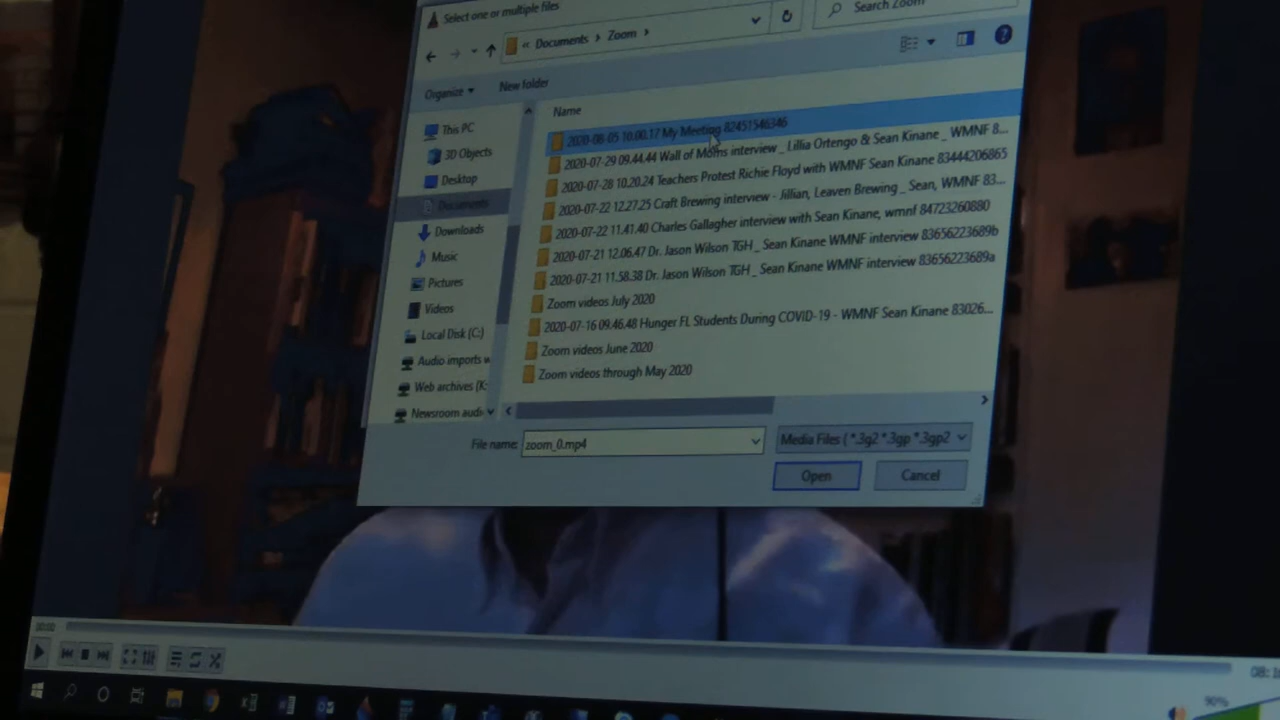 Select one or multiple files
« Documents > Zoom >
Search Zoom
Organize
New folder
Name
This PC
3D Objects
Desktop
Documents
Downloads
Music
Pictures
Videos
Local Disk (C:)
Audio imports w
Web archives (K:
Newsroom audi
2020-08-05 10.00.17 My Meeting 82451546346
2020-07-29 09.44.44 Wall of Moms interview _ Lillia Ortengo & Sean Kinane _ WMNF 8...
2020-07-28 10.20.24 Teachers Protest Richie Floyd with WMNF Sean Kinane 83444206865
2020-07-22 12.27.25 Craft Brewing interview - Jillian, Leaven Brewing _ Sean, WMNF 83...
2020-07-22 11.41.40 Charles Gallagher interview with Sean Kinane, wmnf 84723260880
2020-07-21 12.06.47 Dr. Jason Wilson TGH _ Sean Kinane WMNF interview 83656223689b
2020-07-21 11.58.38 Dr. Jason Wilson TGH _ Sean Kinane WMNF interview 83656223689a
Zoom videos July 2020
2020-07-16 09.46.48 Hunger FL Students During COVID-19 - WMNF Sean Kinane 83026...
Zoom videos June 2020
Zoom videos through May 2020
File name: zoom_0.mp4
Media Files ( *.3g2 *.3gp *.3gp2
Open
Cancel
00:00
90%